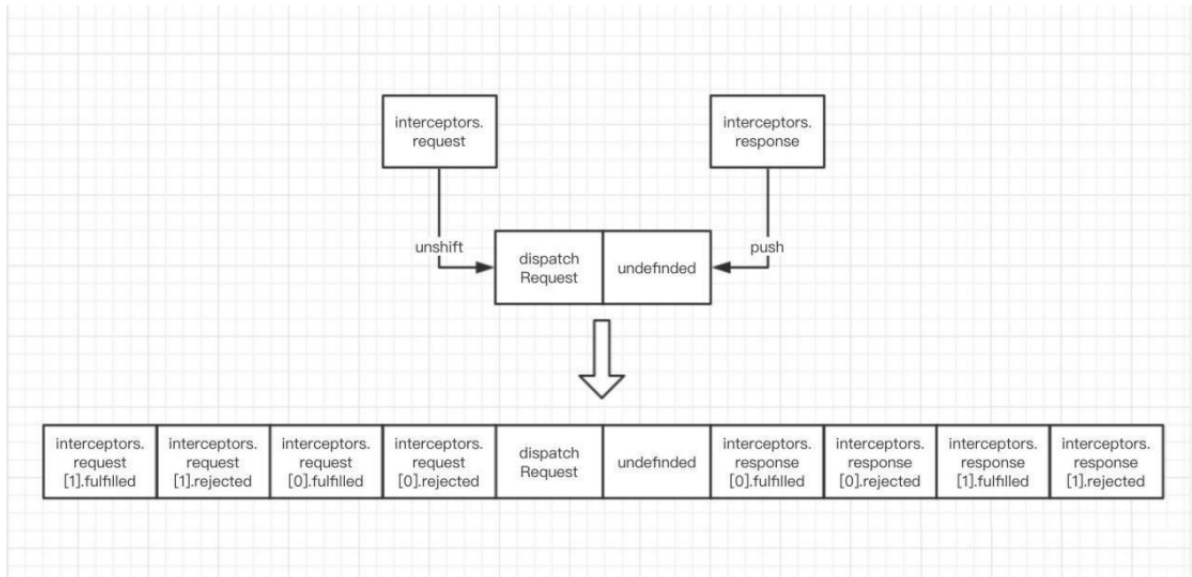 interceptors.
request
interceptors.
response
unshift
push
dispatch
Request
undefinded
interceptors.
request
[1].fulfilled
interceptors.
request
[1].rejected
interceptors.
request
[0].fulfilled
interceptors.
request
[0].rejected
dispatch
Request
undefinded
interceptors.
response
[0].fulfilled
interceptors.
response
[0].rejected
interceptors.
response
[1].fulfilled
interceptors.
response
[1].rejected